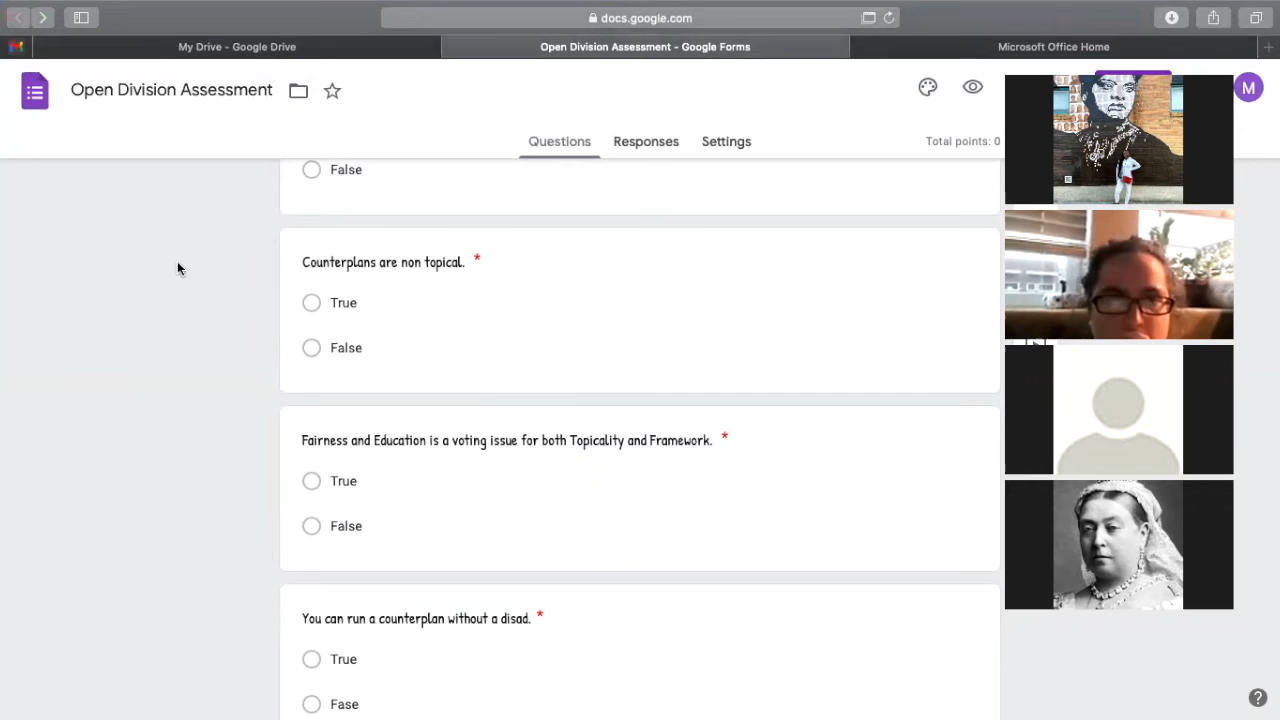 docs.google.com
My Drive - Google Drive
Open Division Assessment - Google Forms
Microsoft Office Home
Open Division Assessment
M
Questions
Responses
Settings
Total points: 0
False
Counterplans are non topical. *
True
False
Fairness and Education is a voting issue for both Topicality and Framework. *
True
False
You can run a counterplan without a disad. *
True
Fase